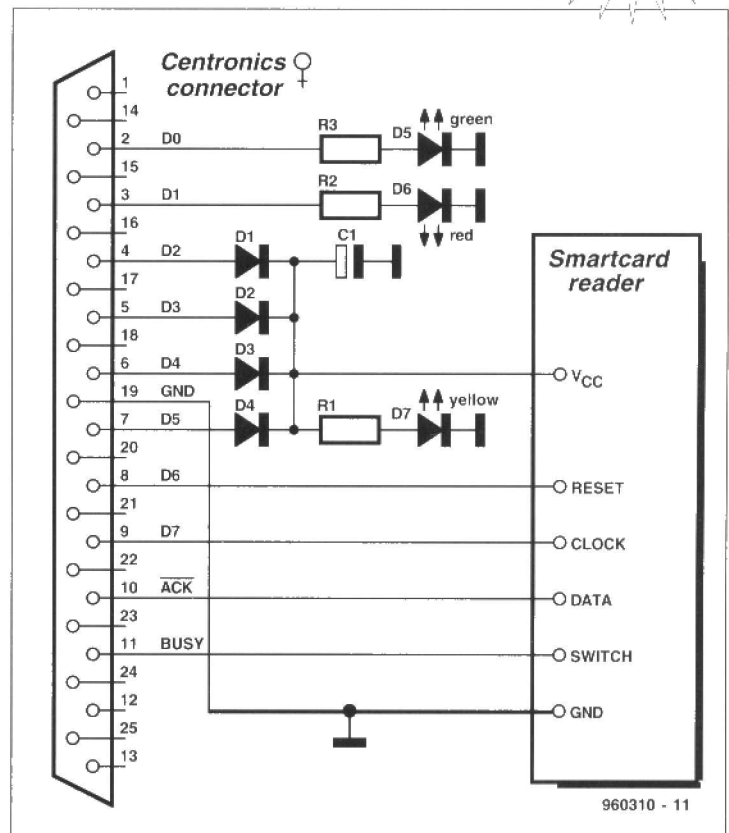 Centronics ♀
connector
1
14
2 D0 R3 D5 green
15
3 D1 R2 D6
16 red
4 D2 D1 C1
17
5 D3 D2
18
6 D4 D3
19 GND
7 D5 D4 R1 D7 yellow
20
8 D6
21
9 D7
22
10 ACK
23
11 BUSY
24
12
25
13
Smartcard
reader
VCC
RESET
CLOCK
DATA
SWITCH
GND
960310 - 11